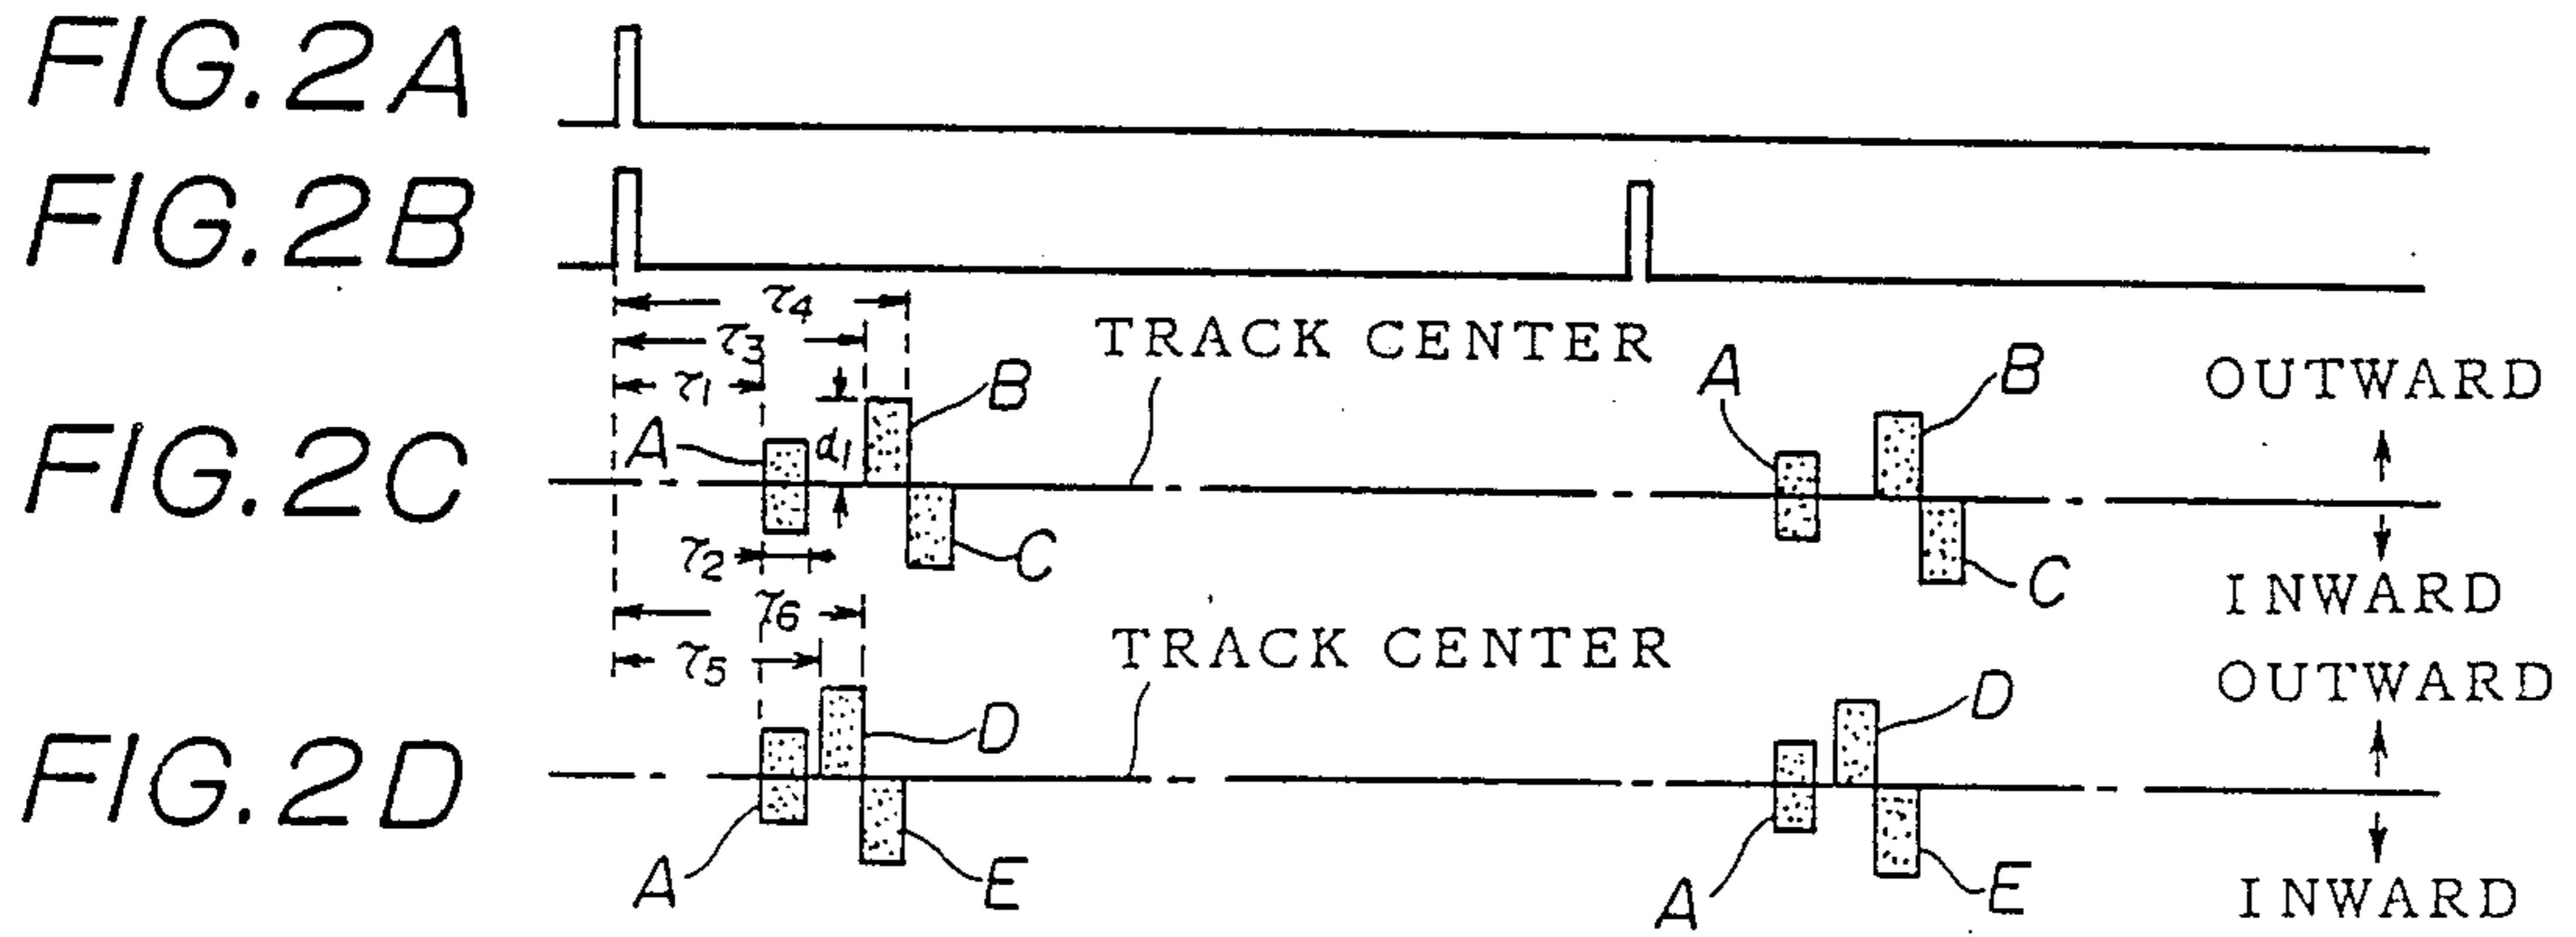 FIG. 2A
FIG. 2B
τ4
τ3
TRACK CENTER
τ1
B
A
B
OUTWARD
A
d1
FIG. 2C
τ2
C
C
INWARD
τ6
TRACK CENTER
τ5
OUTWARD
D
D
FIG. 2D
A
E
A
E
INWARD